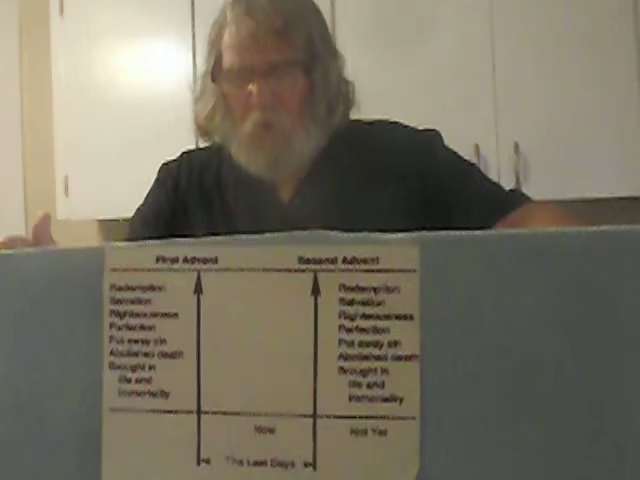 First Advent
Second Advent
Redemption
Salvation
Righteousness
Perfection
Put away sin
Abolished death
Brought in
life and
immortality
Redemption
Salvation
Righteousness
Perfection
Put away sin
Abolished death
Brought in
life and
immortality
Now
Not Yet
The Last Days